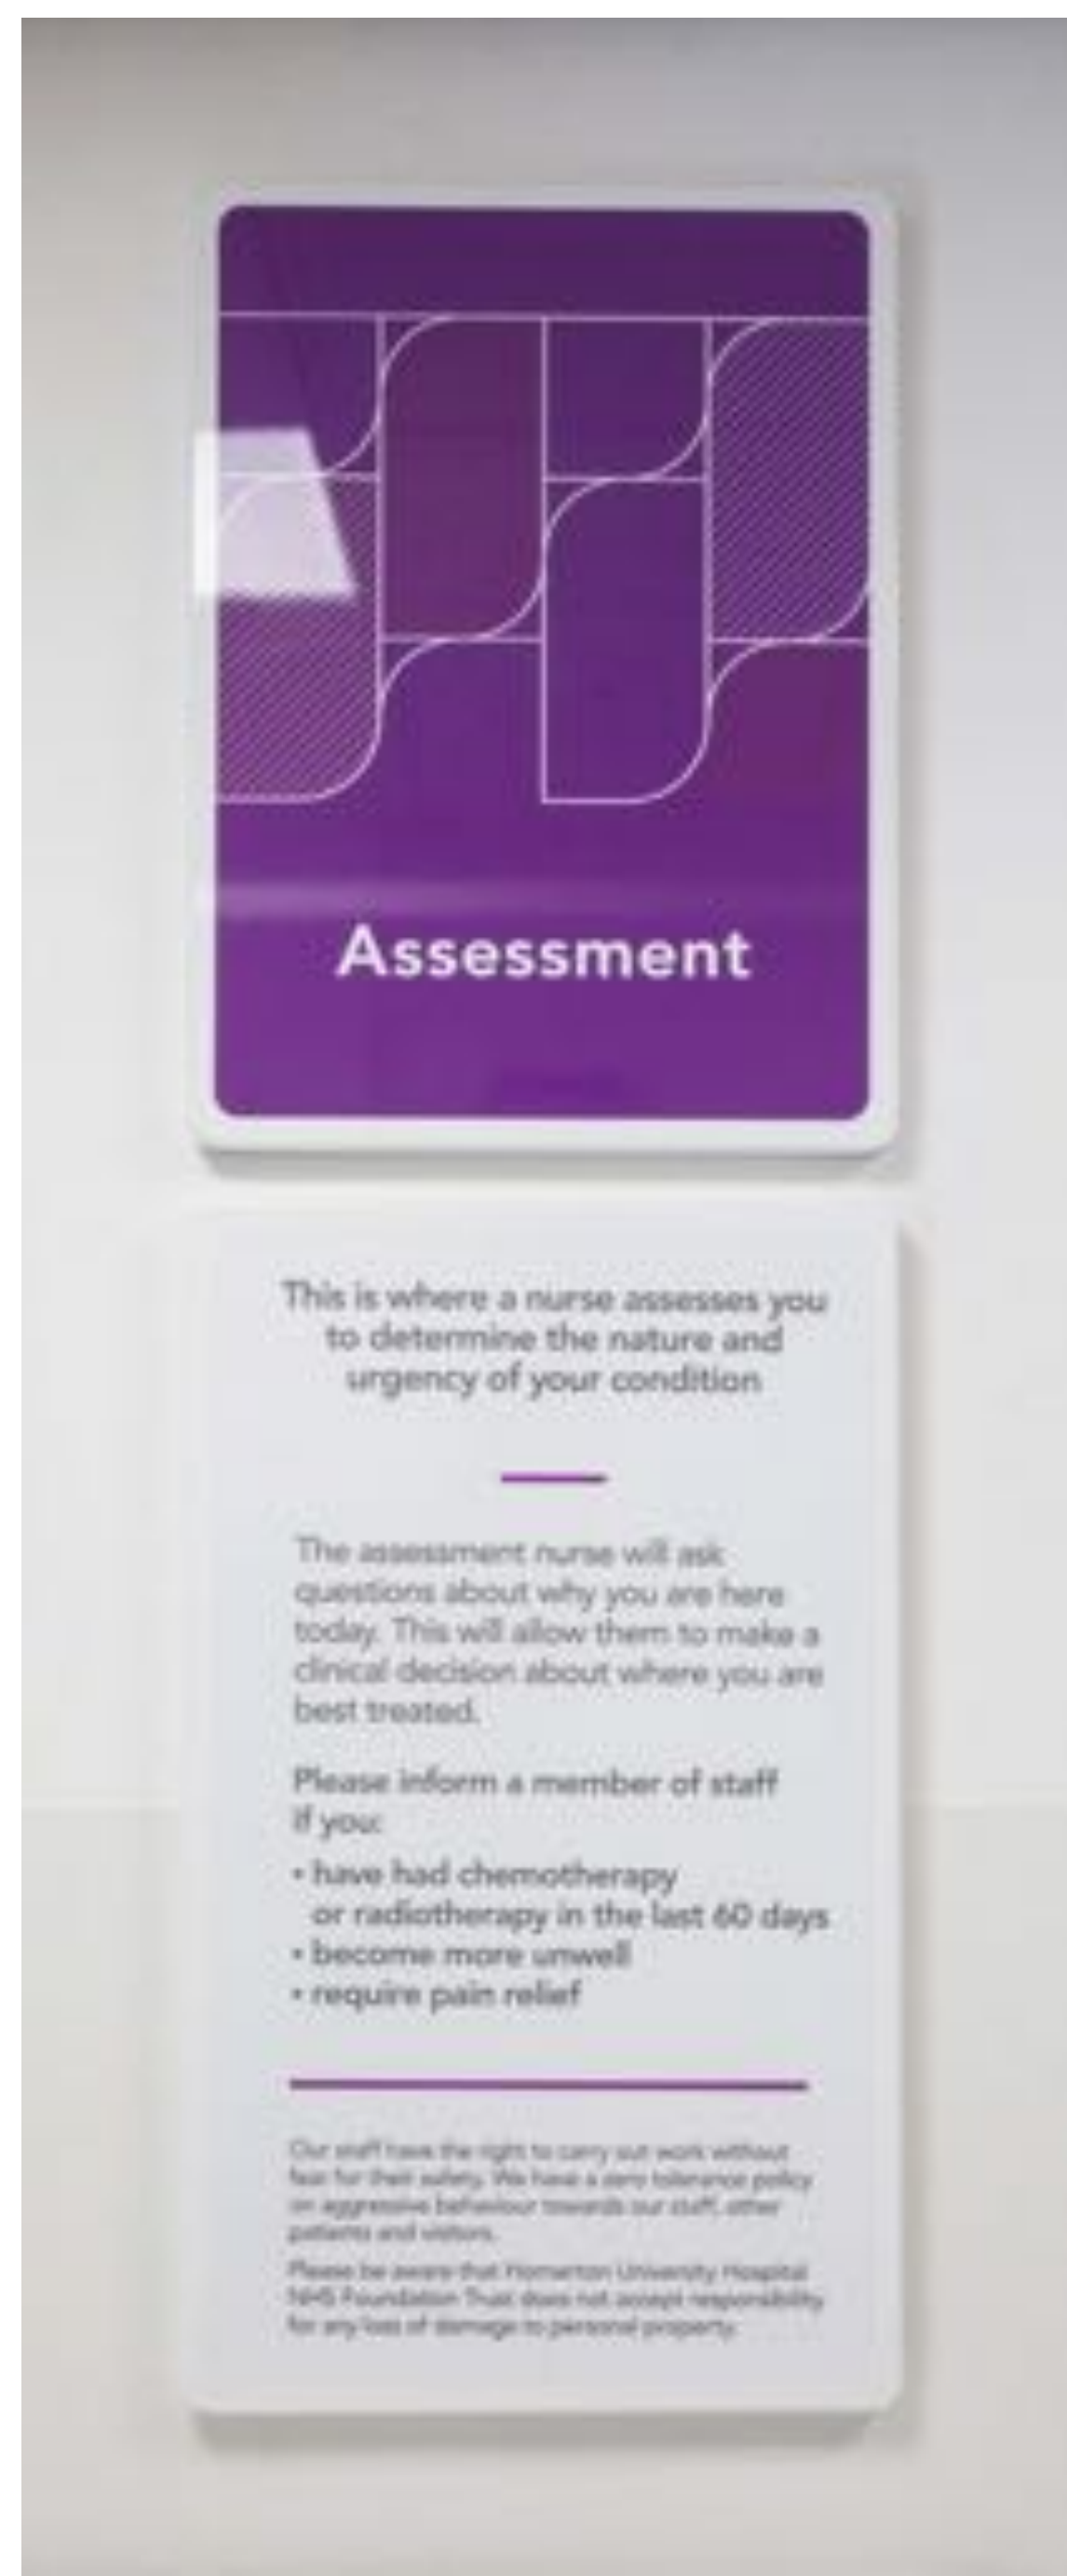 Assessment
This is where a nurse assesses you
to determine the nature and
urgency of your condition
The assessment nurse will ask
questions about why you are here
today. This will allow them to make a
clinical decision about where you are
best treated.
Please inform a member of staff
if you:
• have had chemotherapy
or radiotherapy in the last 60 days
• become more unwell
• require pain relief
Our staff have the right to carry out work without
fear for their safety. We have a zero tolerance policy
on aggressive behaviour towards our staff, other
patients and visitors.
Please be aware that Homerton University Hospital
NHS Foundation Trust does not accept responsibility
for any loss of damage to personal property.